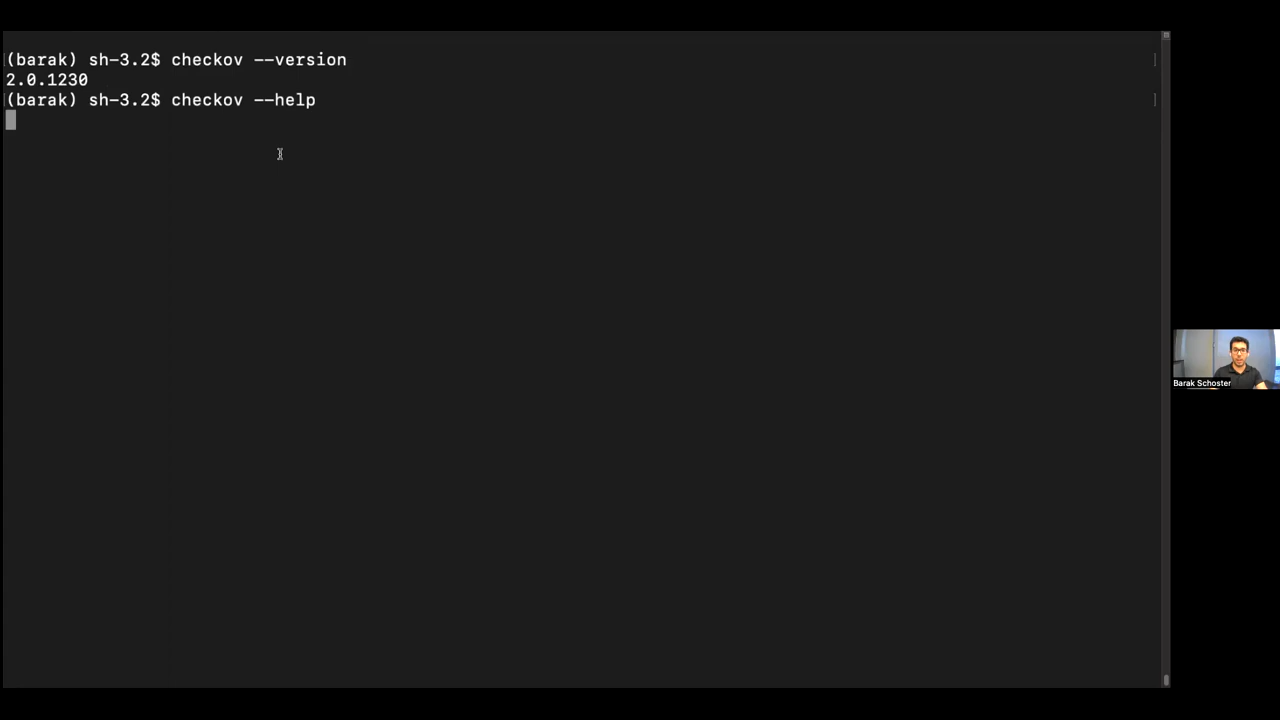 (barak) sh-3.2$ checkov --version
2.0.1230
(barak) sh-3.2$ checkov --help
Barak Schoster